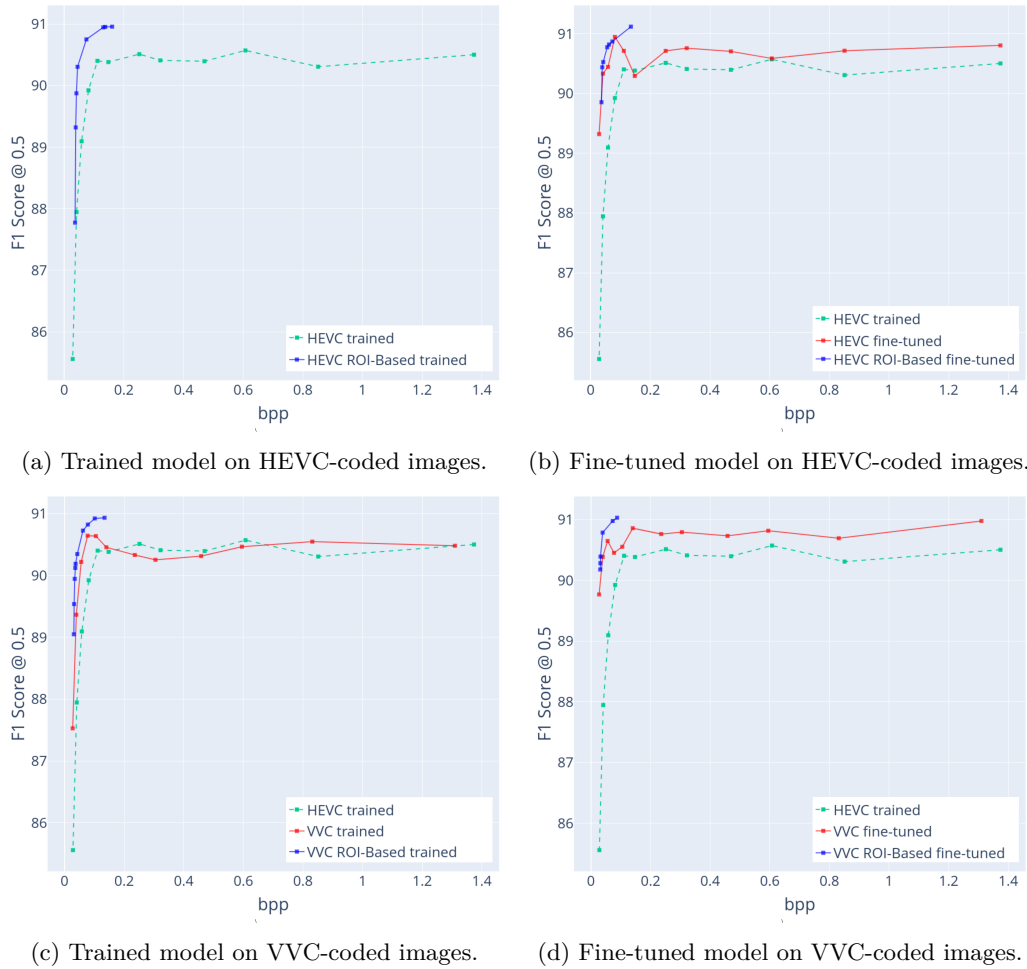 91
90
89
88
87
86
F1 Score @ 0.5
HEVC trained
HEVC ROI-Based trained
0 0.2 0.4 0.6 0.8 1 1.2 1.4
bpp
(a) Trained model on HEVC-coded images.
91
90
89
88
87
86
F1 Score @ 0.5
HEVC trained
HEVC fine-tuned
HEVC ROI-Based fine-tuned
0 0.2 0.4 0.6 0.8 1 1.2 1.4
bpp
(b) Fine-tuned model on HEVC-coded images.
91
90
89
88
87
86
F1 Score @ 0.5
HEVC trained
VVC trained
VVC ROI-Based trained
0 0.2 0.4 0.6 0.8 1 1.2 1.4
bpp
(c) Trained model on VVC-coded images.
91
90
89
88
87
86
F1 Score @ 0.5
HEVC trained
VVC fine-tuned
VVC ROI-Based fine-tuned
0 0.2 0.4 0.6 0.8 1 1.2 1.4
bpp
(d) Fine-tuned model on VVC-coded images.